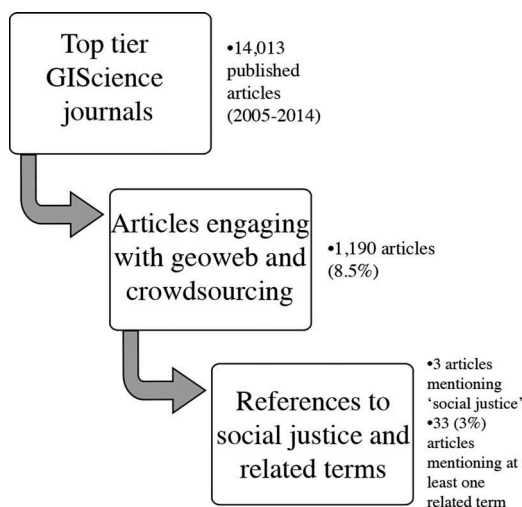 Top tier
GIScience
journals
•14,013
published
articles
(2005-2014)
Articles engaging
with geoweb and
crowdsourcing
•1,190 articles
(8.5%)
References to
social justice and
related terms
•3 articles
mentioning
‘social justice’
•33 (3%)
articles
mentioning at
least one
related term